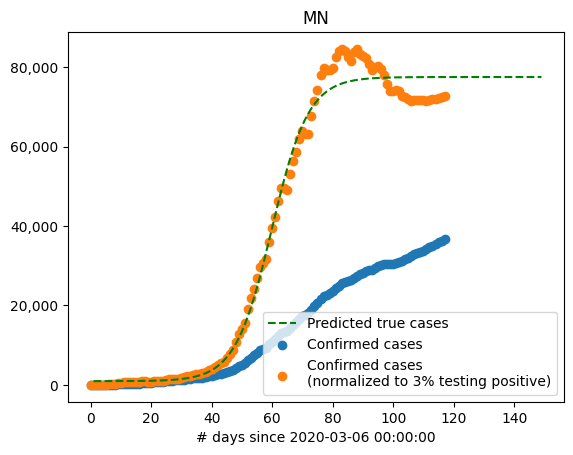 MN
80,000
60,000
40,000
20,000
0
Predicted true cases
Confirmed cases
Confirmed cases
(normalized to 3% testing positive)
0 20 40 60 80 100 120 140
# days since 2020-03-06 00:00:00